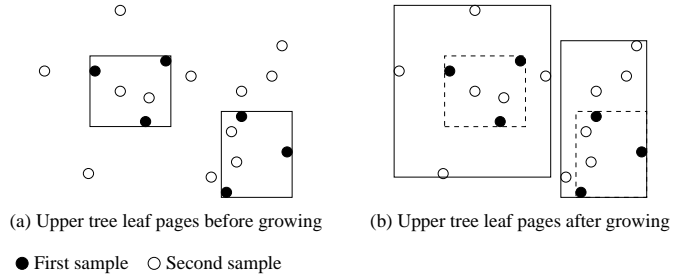 (a) Upper tree leaf pages before growing
(b) Upper tree leaf pages after growing
First sample
Second sample